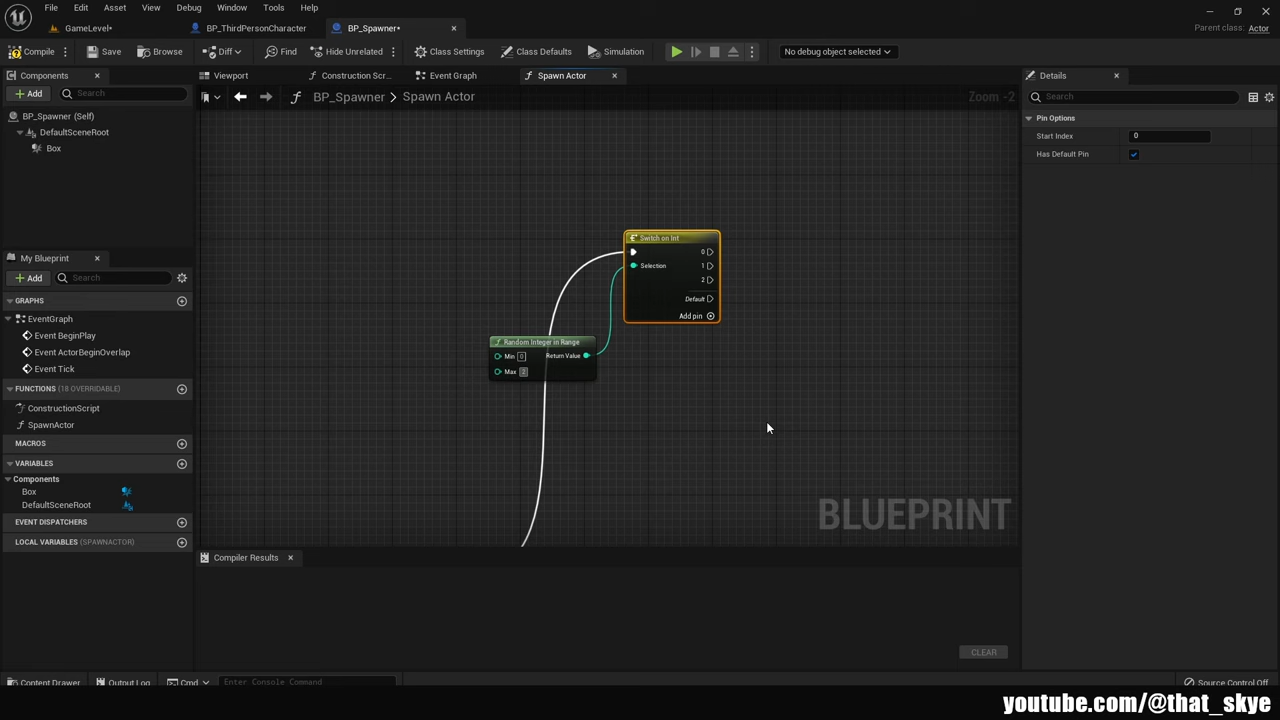 File Edit Asset View Debug Window Tools Help
GameLevel* BP_ThirdPersonCharacter BP_Spawner*
Parent class: Actor
Compile Save Browse Diff Find Hide Unrelated Class Settings Class Defaults Simulation No debug object selected
Components
Viewport Construction Scr... Event Graph Spawn Actor
Details
Add Search
BP_Spawner > Spawn Actor
Zoom -2
Search
BP_Spawner (Self)
DefaultSceneRoot
Box
Pin Options
Start Index 0
Has Default Pin
Switch on Int
0
Selection 1
2
Default
Add pin
Random Integer in Range
Min 0 Return Value
Max 2
My Blueprint
Add Search
GRAPHS
EventGraph
Event BeginPlay
Event ActorBeginOverlap
Event Tick
FUNCTIONS (18 OVERRIDABLE)
ConstructionScript
SpawnActor
MACROS
VARIABLES
Components
Box
DefaultSceneRoot
EVENT DISPATCHERS
LOCAL VARIABLES (SPAWNACTOR)
BLUEPRINT
Compiler Results
CLEAR
Content Drawer Output Log Cmd Enter Console Command Source Control Off
youtube.com/@that_skye